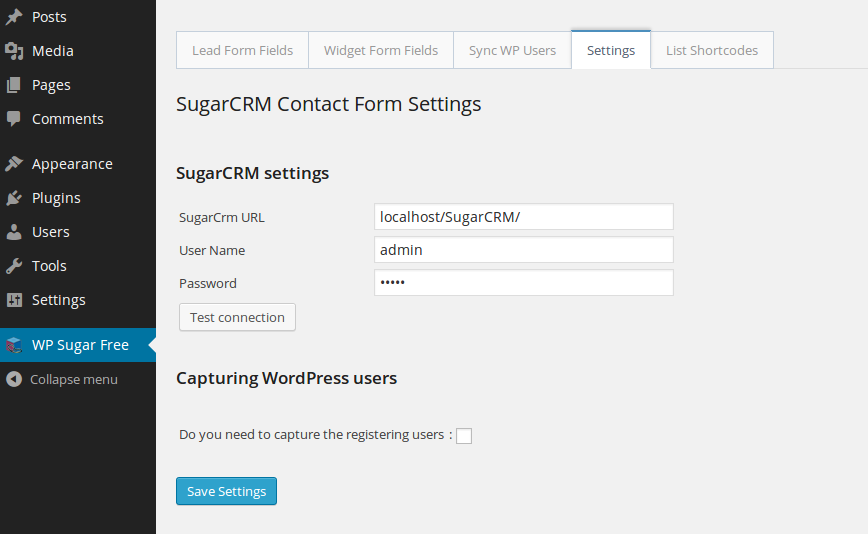 Posts
Media
Pages
Comments
Appearance
Plugins
Users
Tools
Settings
WP Sugar Free
Collapse menu
Lead Form Fields
Widget Form Fields
Sync WP Users
Settings
List Shortcodes
SugarCRM Contact Form Settings
SugarCRM settings
SugarCrm URL
localhost/SugarCRM/
User Name
admin
Password
•••••
Test connection
Capturing WordPress users
Do you need to capture the registering users :
Save Settings